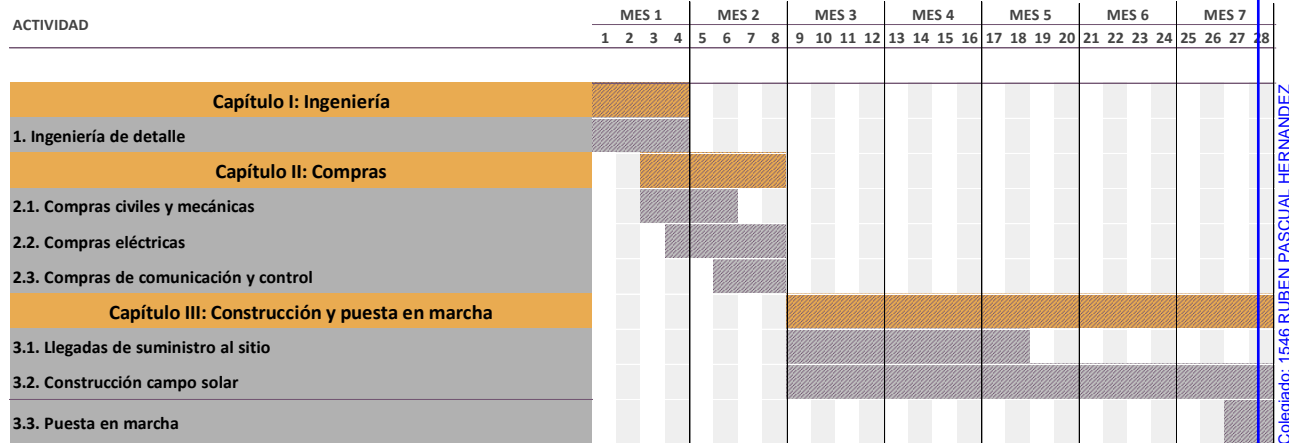 ACTIVIDAD
MES 1 MES 2 MES 3 MES 4 MES 5 MES 6 MES 7
1 2 3 4 5 6 7 8 9 10 11 12 13 14 15 16 17 18 19 20 21 22 23 24 25 26 27 28
Capítulo I: Ingeniería
1. Ingeniería de detalle
Capítulo II: Compras
2.1. Compras civiles y mecánicas
2.2. Compras eléctricas
2.3. Compras de comunicación y control
Capítulo III: Construcción y puesta en marcha
3.1. Llegadas de suministro al sitio
3.2. Construcción campo solar
3.3. Puesta en marcha
Colegiado: 1546 RUBEN PASCUAL HERNANDEZ